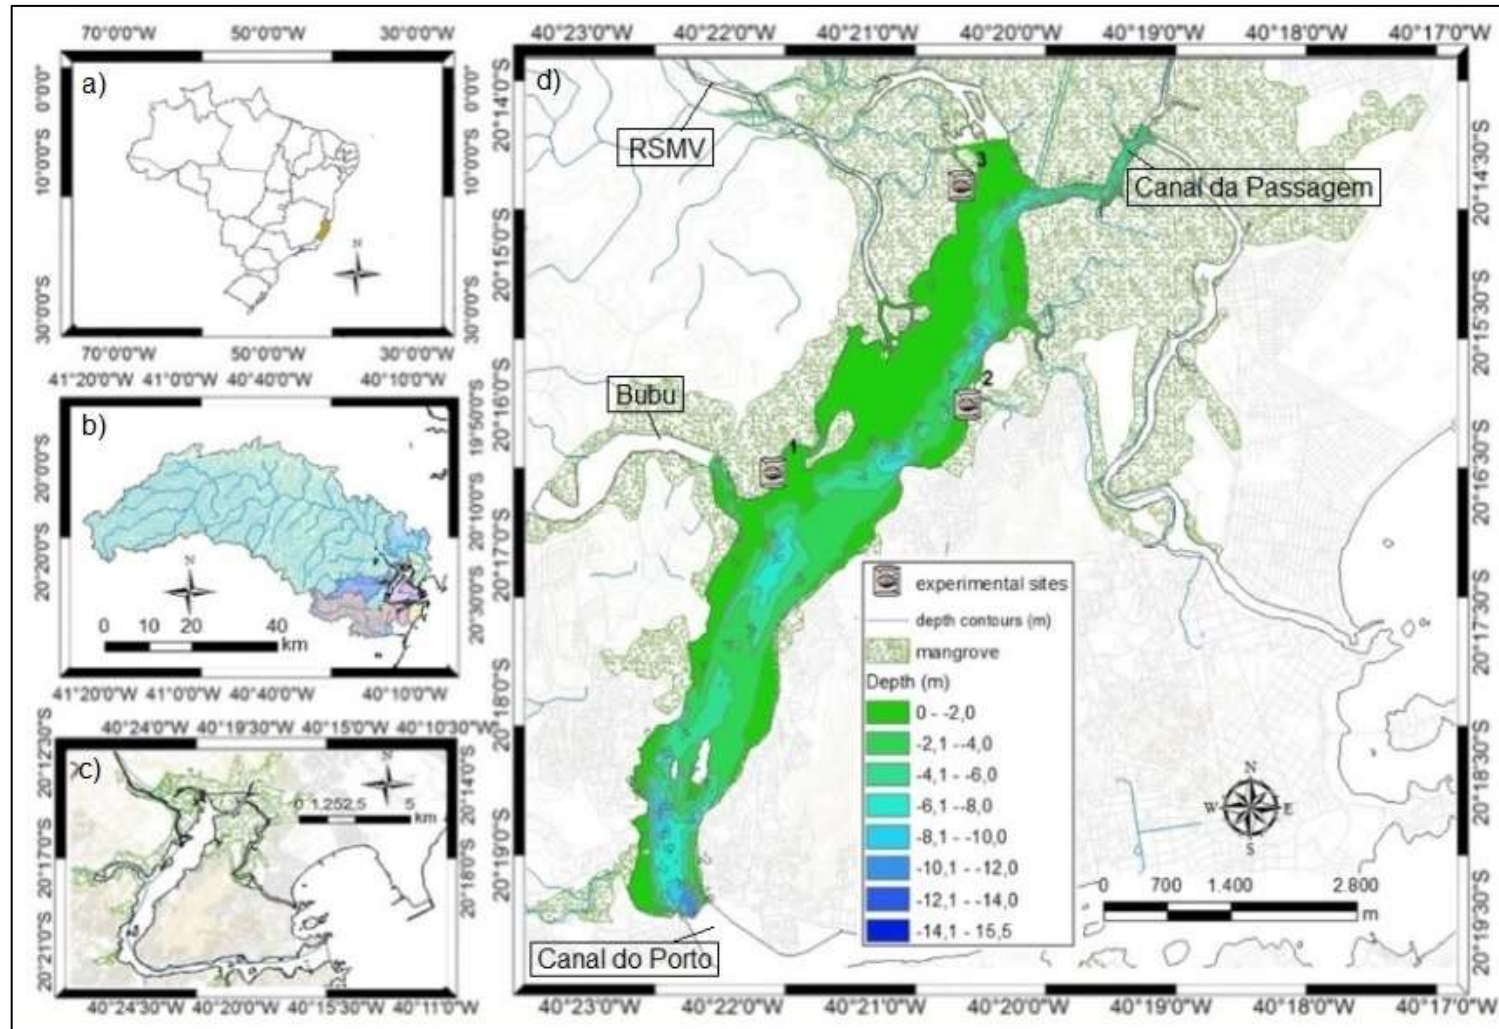 70°0'0"W 50°0'0"W 30°0'0"W
a)
0°0'0"
10°0'0"S
30°0'0"S
0°0'0"
10°0'0"S
30°0'0"S
N
70°0'0"W 50°0'0"W 30°0'0"W
41°20'0"W 41°0'0"W 40°40'0"W 40°10'0"W
b)
20°0'0"S
20°20'0"S
19°50'0"S
20°10'0"S
20°30'0"S
N
0 10 20 40
km
41°20'0"W 41°0'0"W 40°40'0"W 40°10'0"W
40°24'0"W 40°19'30"W 40°15'0"W 40°10'30"W
c)
20°12'30"S
20°17'0"S
20°21'0"S
20°14'0"S
20°18'0"S
N
0 1,252,5 5
km
40°24'30"W 40°20'0"W 40°15'30"W 40°11'0"W
40°23'0"W 40°22'0"W 40°21'0"W 40°20'0"W 40°19'0"W 40°18'0"W 40°17'0"W
d)
20°14'0"S
20°15'0"S
20°16'0"S
20°17'0"S
20°18'0"S
20°19'0"S
20°14'30"S
20°15'30"S
20°16'30"S
20°17'30"S
20°18'30"S
20°19'30"S
RSMV
3
Canal da Passagem
2
Bubu
1
experimental sites
depth contours (m)
mangrove
Depth (m)
0 - -2,0
-2,1 --4,0
-4,1 --6,0
-6,1 --8,0
-8,1 --10,0
-10,1 --12,0
-12,1 --14,0
-14,1 - 15,5
N
W E
S
0 700 1.400 2.800
m
Canal do Porto
40°23'0"W 40°22'0"W 40°21'0"W 40°20'0"W 40°19'0"W 40°18'0"W 40°17'0"W